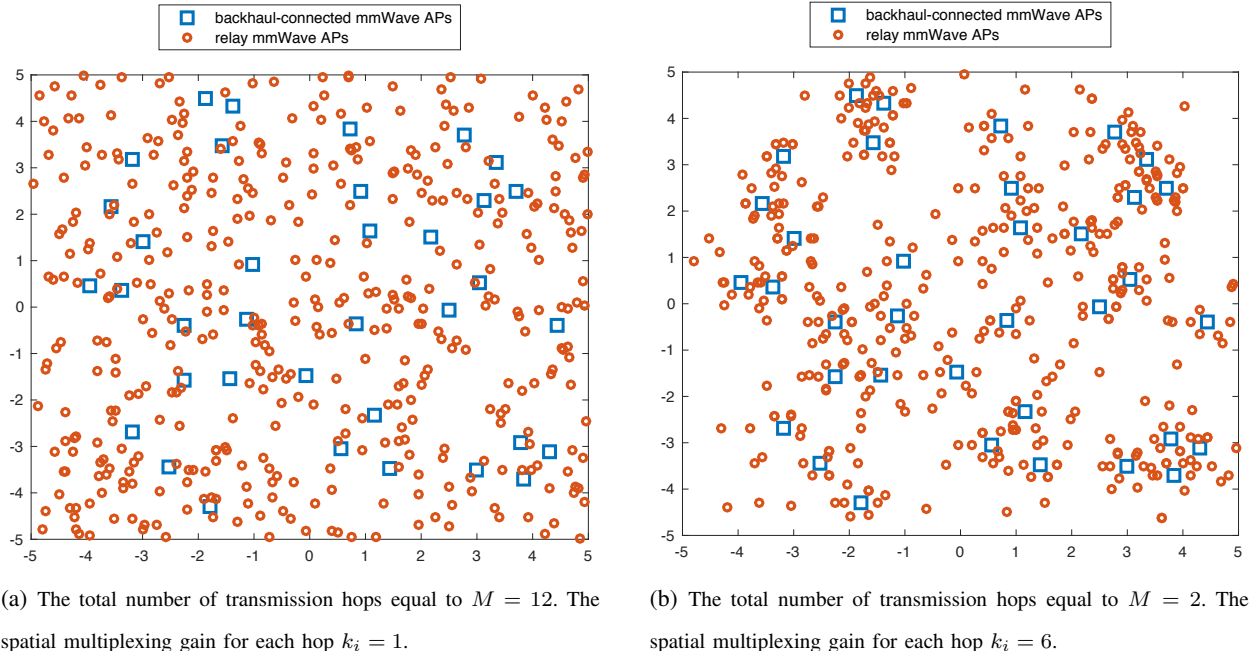 backhaul-connected mmWave APs
relay mmWave APs
5
4
3
2
1
0
-1
-2
-3
-4
-5
-5 -4 -3 -2 -1 0 1 2 3 4 5
(a) The total number of transmission hops equal to M = 12. The
spatial multiplexing gain for each hop k_i = 1.
backhaul-connected mmWave APs
relay mmWave APs
5
4
3
2
1
0
-1
-2
-3
-4
-5
-5 -4 -3 -2 -1 0 1 2 3 4 5
(b) The total number of transmission hops equal to M = 2. The
spatial multiplexing gain for each hop k_i = 6.